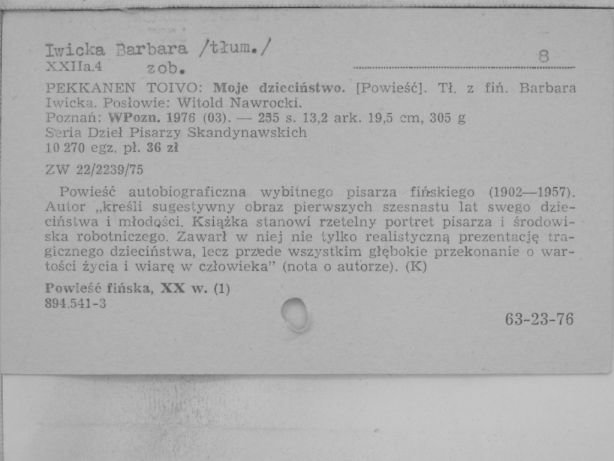 Iwicka Barbara /tłum./
8
XXIIa.4 zob.
PEKKANEN TOIVO: Moje dzieciństwo. [Powieść]. Tł. z fiń. Barbara
Iwicka. Posłowie: Witold Nawrocki.
Poznań: WPozn. 1976 (03). — 235 s. 13,2 ark. 19,5 cm, 305 g
Seria Dzieł Pisarzy Skandynawskich
10 270 egz. pł. 36 zł
ZW 22/2239/75
Powieść autobiograficzna wybitnego pisarza fińskiego (1902—1957).
Autor „kreśli sugestywny obraz pierwszych szesnastu lat swego dzie-
ciństwa i młodości. Książka stanowi rzetelny portret pisarza i środowi-
ska robotniczego. Zawarł w niej nie tylko realistyczną prezentację tra-
gicznego dzieciństwa, lecz przede wszystkim głębokie przekonanie o war-
tości życia i wiarę w człowieka” (nota o autorze). (K)
Powieść fińska, XX w. (1)
894.541-3
63-23-76